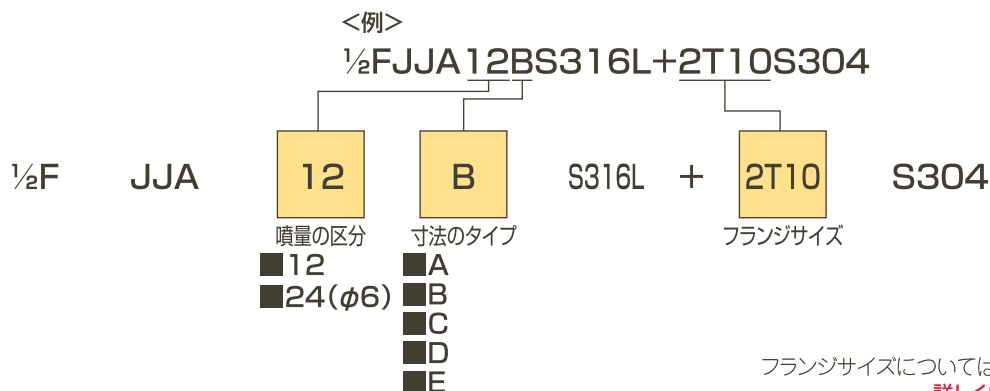 ＜例＞
½FJJA12BS316L+2T10S304
½F JJA 12 B S316L + 2T10 S304
噴量の区分 寸法のタイプ フランジサイズ
■12 ■A
■24(φ6) ■B
■C
■D
■E
フランジサイズについては